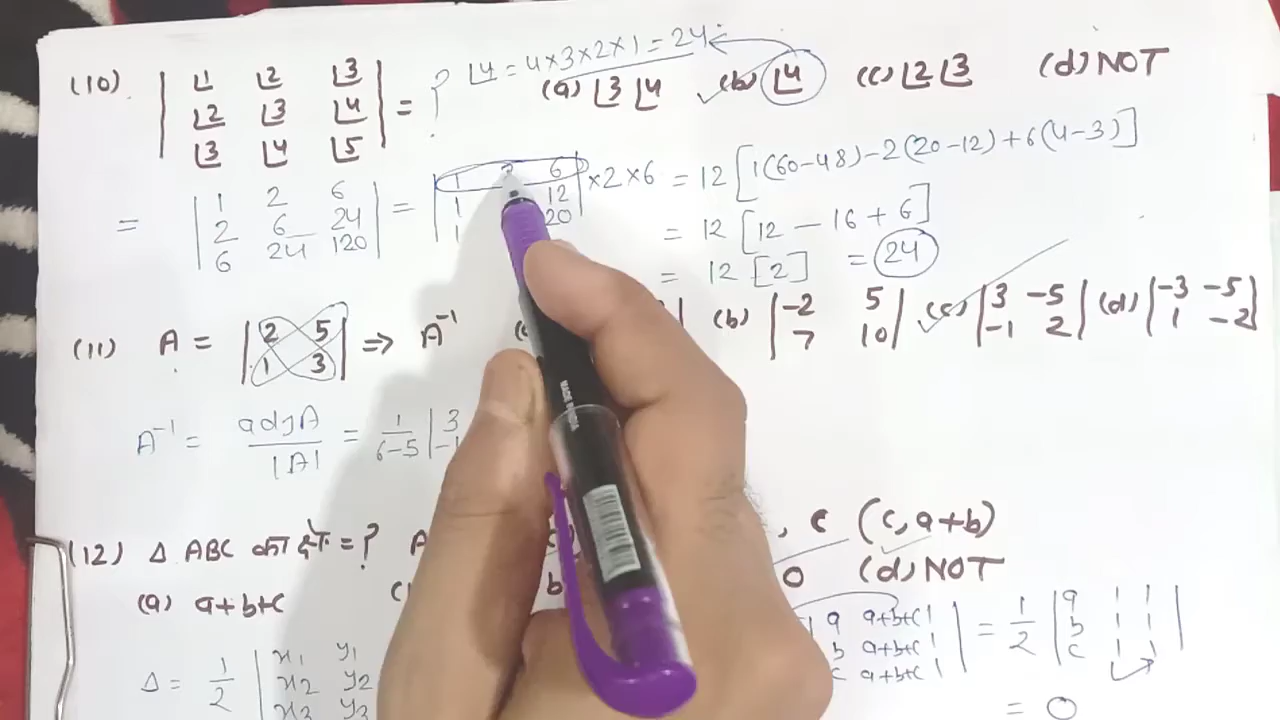 (10) | ⌊1 ⌊2 ⌊3 | = ? ⌊4 = 4×3×2×1 = 24 (a) ⌊3 ⌊4 (b) ⌊4 (c) ⌊2 ⌊3 (d) NOT
| ⌊2 ⌊3 ⌊4 |
| ⌊3 ⌊4 ⌊5 |
= | 1 2 6 | = | 1 2 6 | ×2×6 = 12 [1(60-48)-2(20-12)+6(4-3)]
| 2 6 24 | | 1 12 | = 12 [12 - 16 + 6]
| 6 24 120 | | 1 20 | = 12 [2] = 24
(11) A = | 2 5 | ⇒ A⁻¹ (b) | -2 5 | (c) | 3 -5 | (d) | -3 -5 |
| 1 3 | | 7 10 | | -1 2 | | 1 -2 |
A⁻¹ = adjA / |A| = 1/(6-5) | 3
| -1
(12) Δ ABC का क्षे० = ? A , C (c, a+b)
(a) a+b+c 0 (d) NOT
Δ = 1/2 | x₁ y₁ | a a+b+c 1 | = 1/2 | a 1 1 |
| x₂ y₂ b a+b+c 1 | | b 1 1 |
| x₃ y₃ c a+b+c 1 | | c 1 1 |
= 0